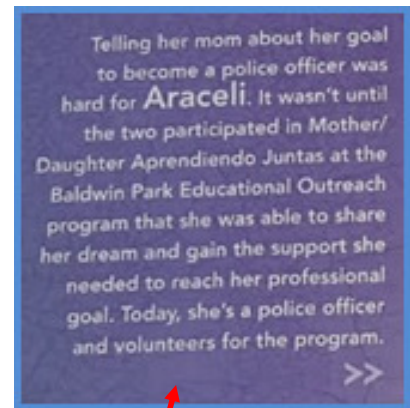 Telling her mom about her goal
to become a police officer was
hard for Araceli. It wasn't until
the two participated in Mother/
Daughter Aprendiendo Juntas at the
Baldwin Park Educational Outreach
program that she was able to share
her dream and gain the support she
needed to reach her professional
goal. Today, she's a police officer
and volunteers for the program.
>>